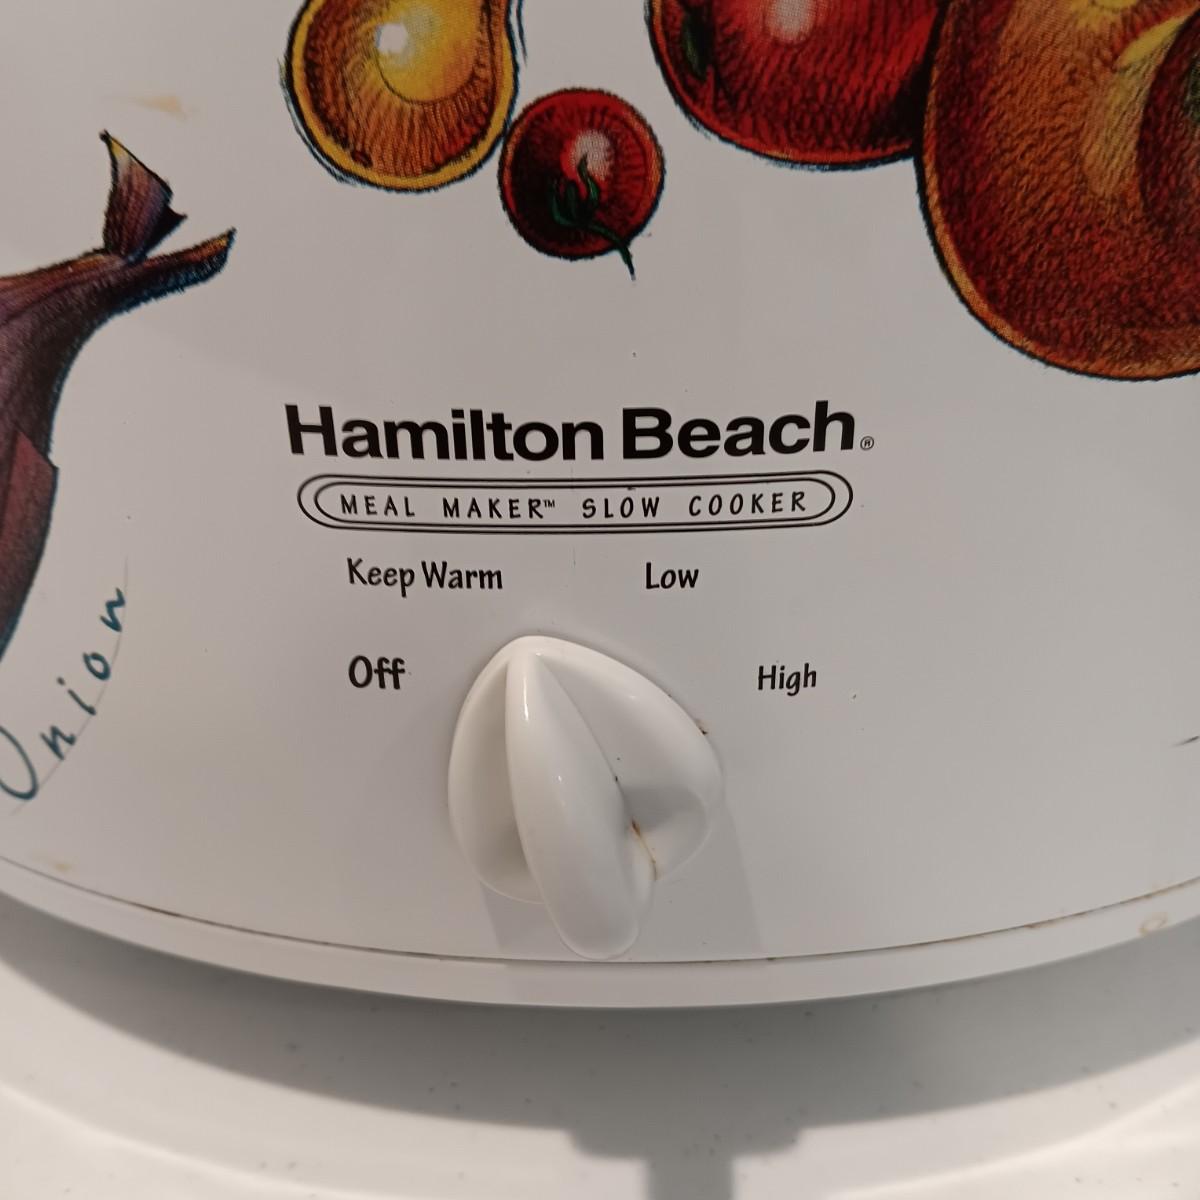 Hamilton Beach®
MEAL MAKER™ SLOW COOKER
Keep Warm
Low
Off
High
Onion